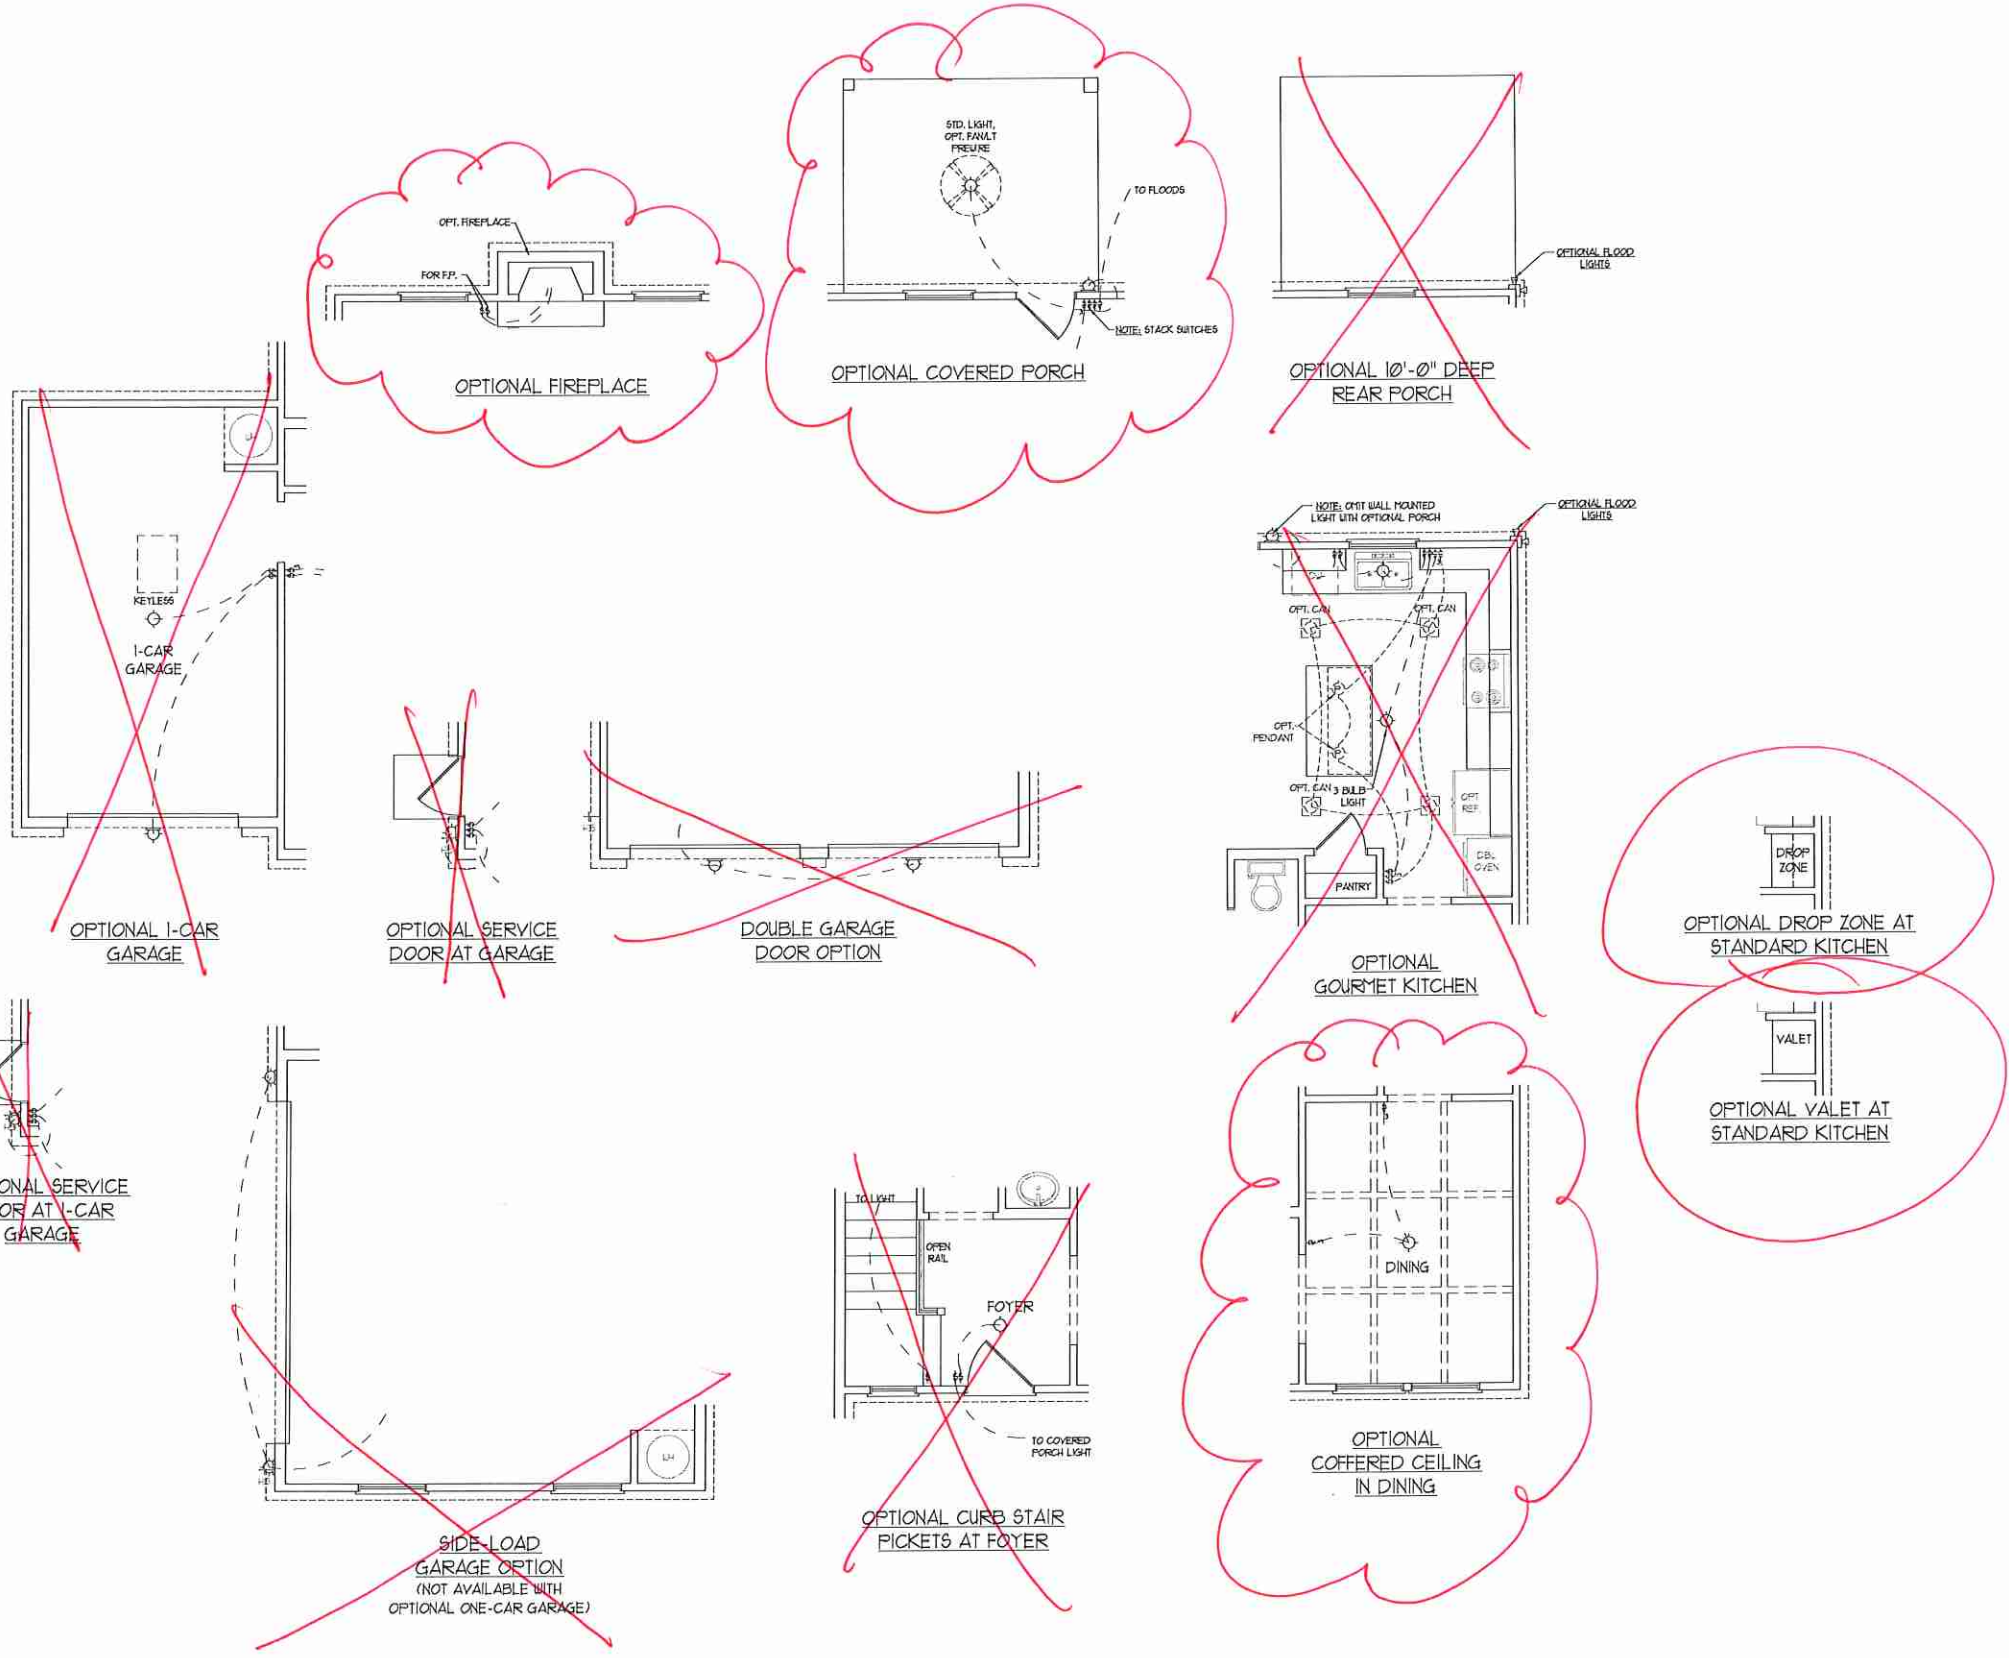 STD. LIGHT,
OPT. FAN/LT
PREWIRE
TO FLOODS
OPT. FIREPLACE
FOR F.P.
NOTE: STACK SWITCHES
OPTIONAL FIREPLACE
OPTIONAL COVERED PORCH
OPTIONAL FLOOD
LIGHTS
OPTIONAL 10'-0" DEEP
REAR PORCH
WH
KEYLESS
1-CAR
GARAGE
OPTIONAL 1-CAR
GARAGE
OPTIONAL SERVICE
DOOR AT GARAGE
DOUBLE GARAGE
DOOR OPTION
NOTE: OMIT WALL MOUNTED
LIGHT WITH OPTIONAL PORCH
OPTIONAL FLOOD
LIGHTS
OPT. CAN
OPT. CAN
OPT.
PENDANT
OPT. CAN
3 BULB
LIGHT
OPT
REF.
DBL
OVEN
PANTRY
OPTIONAL
GOURMET KITCHEN
DROP
ZONE
OPTIONAL DROP ZONE AT
STANDARD KITCHEN
VALET
OPTIONAL VALET AT
STANDARD KITCHEN
ONAL SERVICE
OR AT 1-CAR
GARAGE
WH
SIDE-LOAD
GARAGE OPTION
(NOT AVAILABLE WITH
OPTIONAL ONE-CAR GARAGE)
TO LIGHT
OPEN
RAIL
FOYER
TO COVERED
PORCH LIGHT
OPTIONAL CURB STAIR
PICKETS AT FOYER
DINING
OPTIONAL
COFFERED CEILING
IN DINING